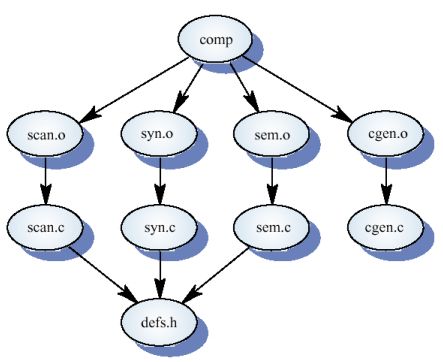 comp
scan.o
syn.o
sem.o
cgen.o
scan.c
syn.c
sem.c
cgen.c
defs.h